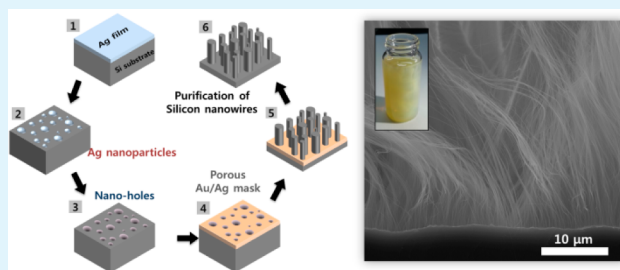 1
Ag film
Si substrate
2
Ag nanoparticles
Nano-holes
3
4
Porous
Au/Ag mask
5
6
Purification of
Silicon nanowires
10 μm